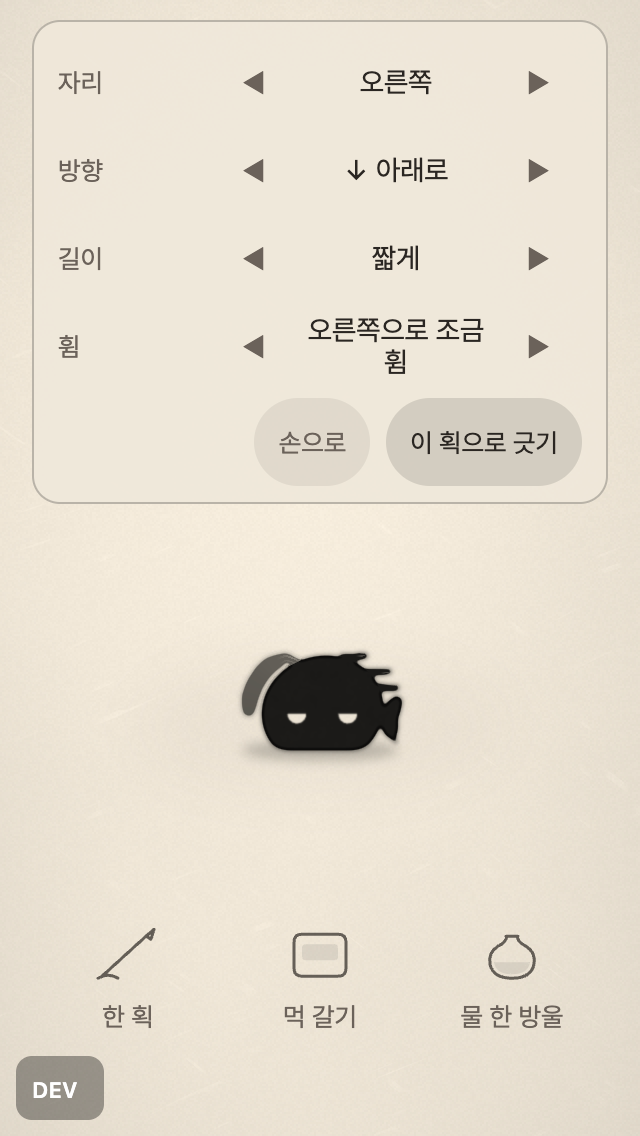 자리 ◀ 오른쪽 ▶
방향 ◀ ↓ 아래로 ▶
길이 ◀ 짧게 ▶
휨 ◀ 오른쪽으로 조금
휨 ▶
손으로 이 획으로 긋기
한 획 먹 갈기 물 한 방울
DEV